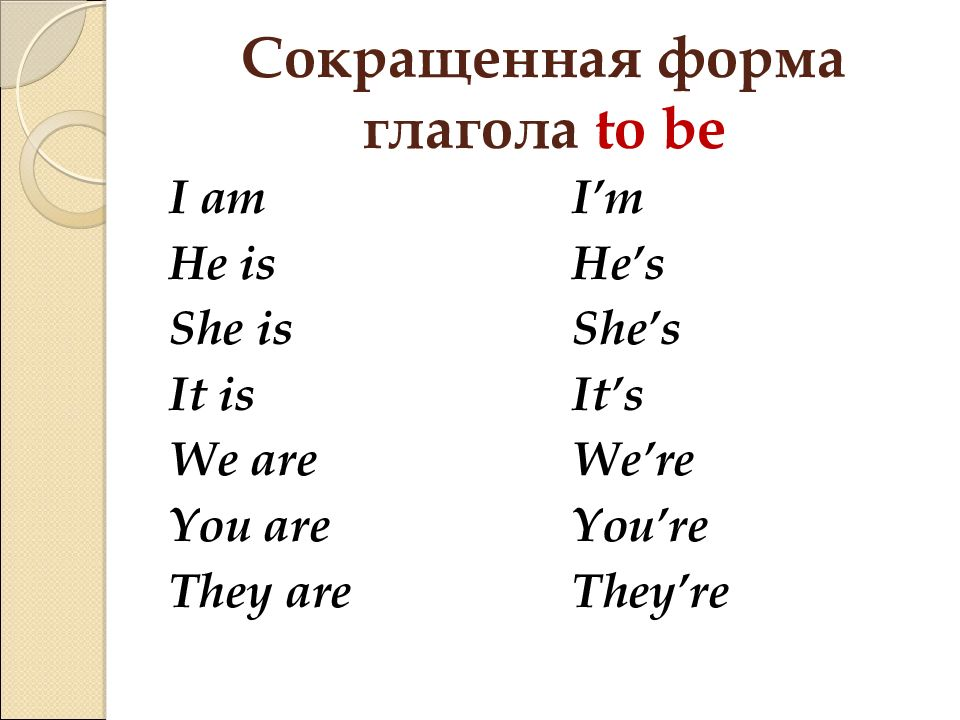 Сокращенная форма
глагола to be
I am I’m
He is He’s
She is She’s
It is It’s
We are We’re
You are You’re
They are They’re